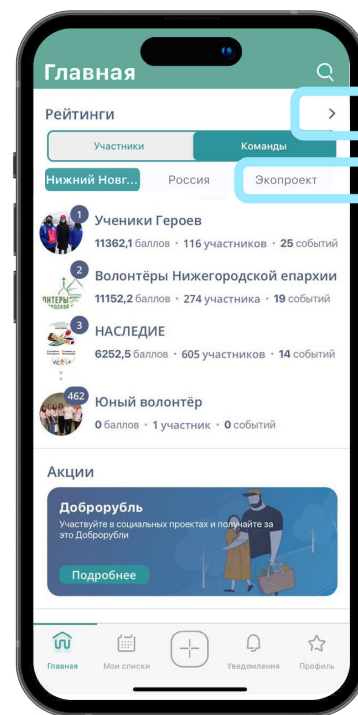 Главная
Рейтинги
Участники
Команды
Нижний Новг...
Россия
Экопроект
1
Ученики Героев
11362,1 баллов • 116 участников • 25 событий
2
Волонтёры Нижегородской епархии
11152,2 баллов • 274 участника • 19 событий
3
НАСЛЕДИЕ
6252,5 баллов • 605 участников • 14 событий
462
Юный волонтёр
0 баллов • 1 участник • 0 событий
Акции
Доброрубль
Участвуйте в социальных проектах и получайте за
это Доброрубли
Подробнее
Главная
Мои списки
Уведомления
Профиль